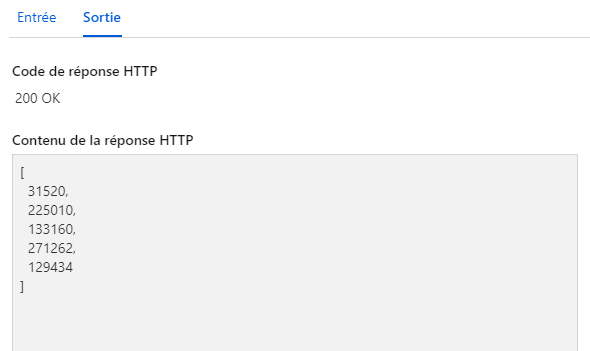 Entrée Sortie
Code de réponse HTTP
200 OK
Contenu de la réponse HTTP
[
31520,
225010,
133160,
271262,
129434
]